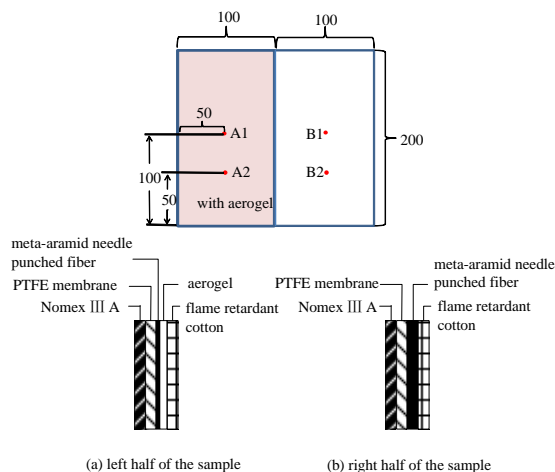 100
100
50
A1
B1
200
A2
B2
100
50
with aerogel
meta-aramid needle
punched fiber
PTFE membrane
aerogel
Nomex Ⅲ A
flame retardant
cotton
meta-aramid needle
punched fiber
PTFE membrane
Nomex Ⅲ A
flame retardant
cotton
(a) left half of the sample
(b) right half of the sample